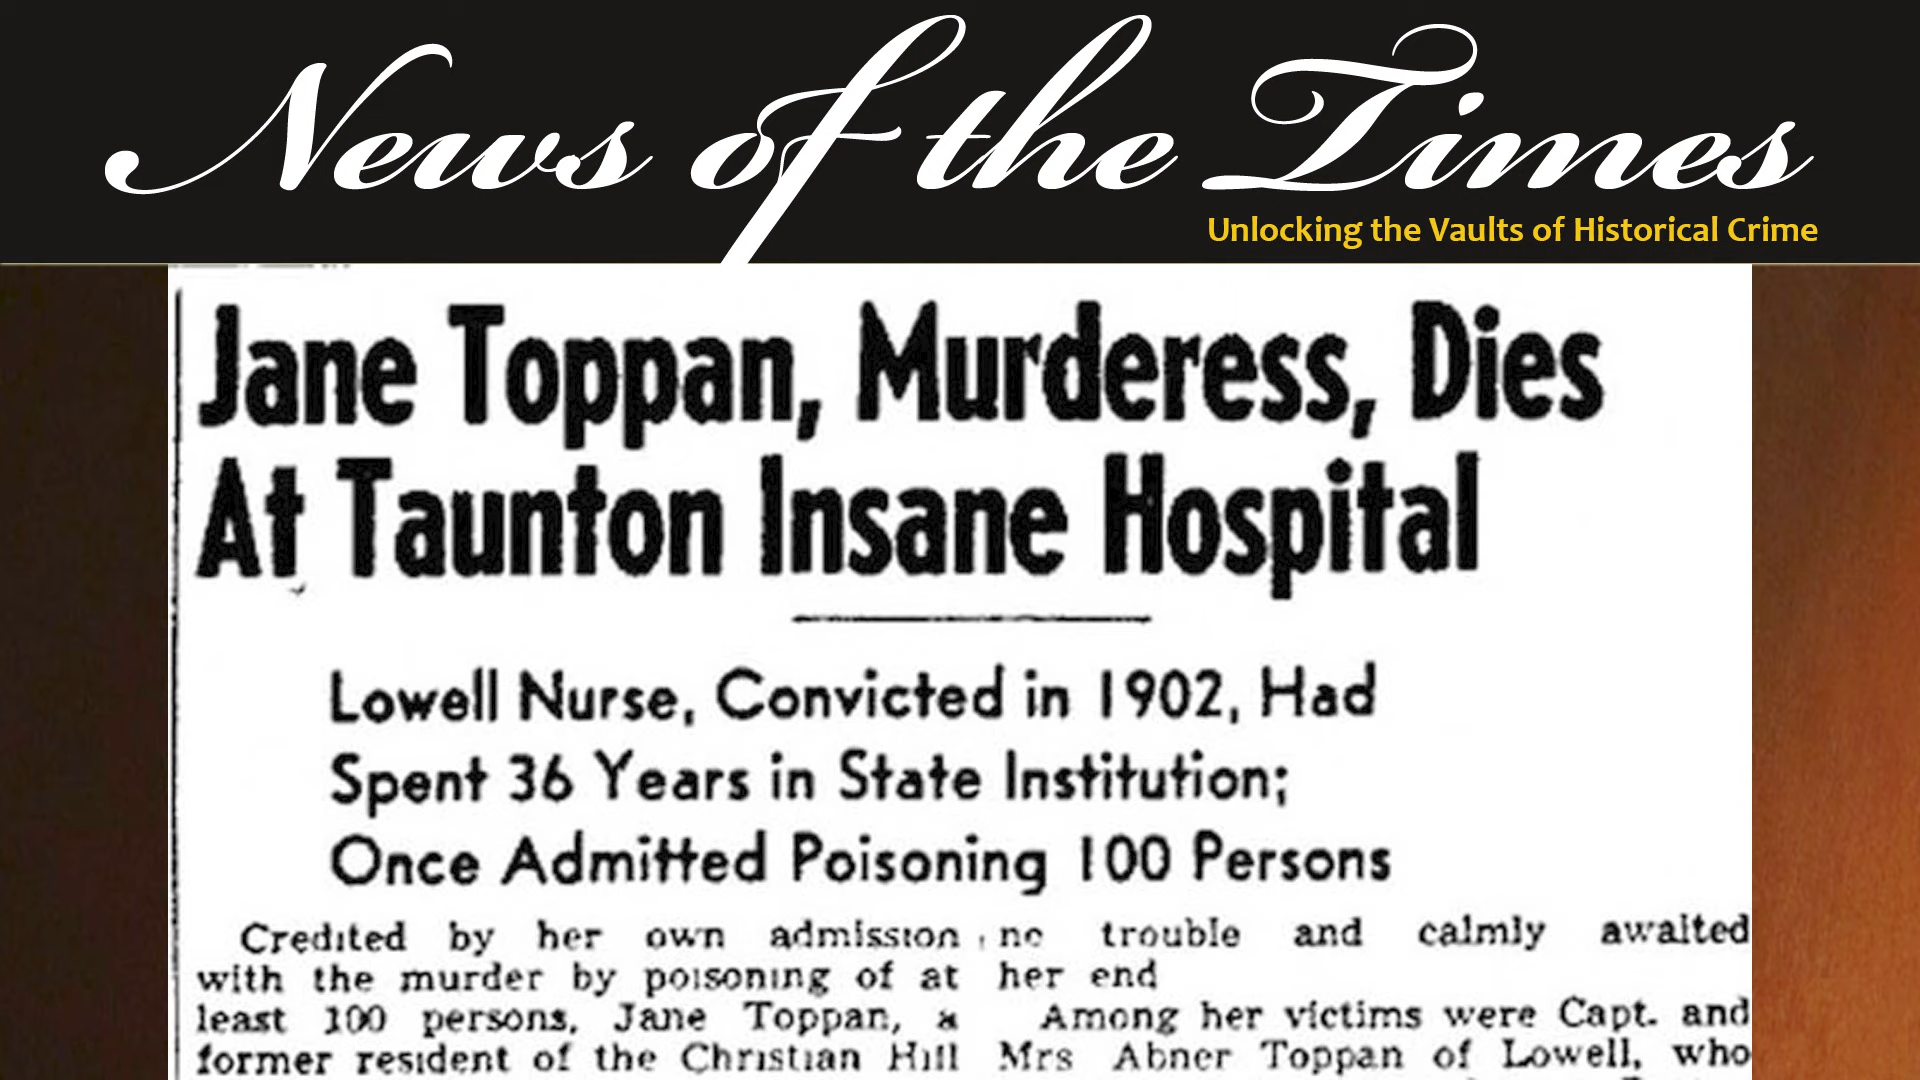 News of the Times
Unlocking the Vaults of Historical Crime
Jane Toppan, Murderess, Dies
At Taunton Insane Hospital
Lowell Nurse, Convicted in 1902, Had
Spent 36 Years in State Institution;
Once Admitted Poisoning 100 Persons
Credited by her own admission
with the murder by poisoning of at
least 100 persons, Jane Toppan, a
former resident of the Christian Hill
no trouble and calmly awaited
her end
Among her victims were Capt. and
Mrs Abner Toppan of Lowell, who